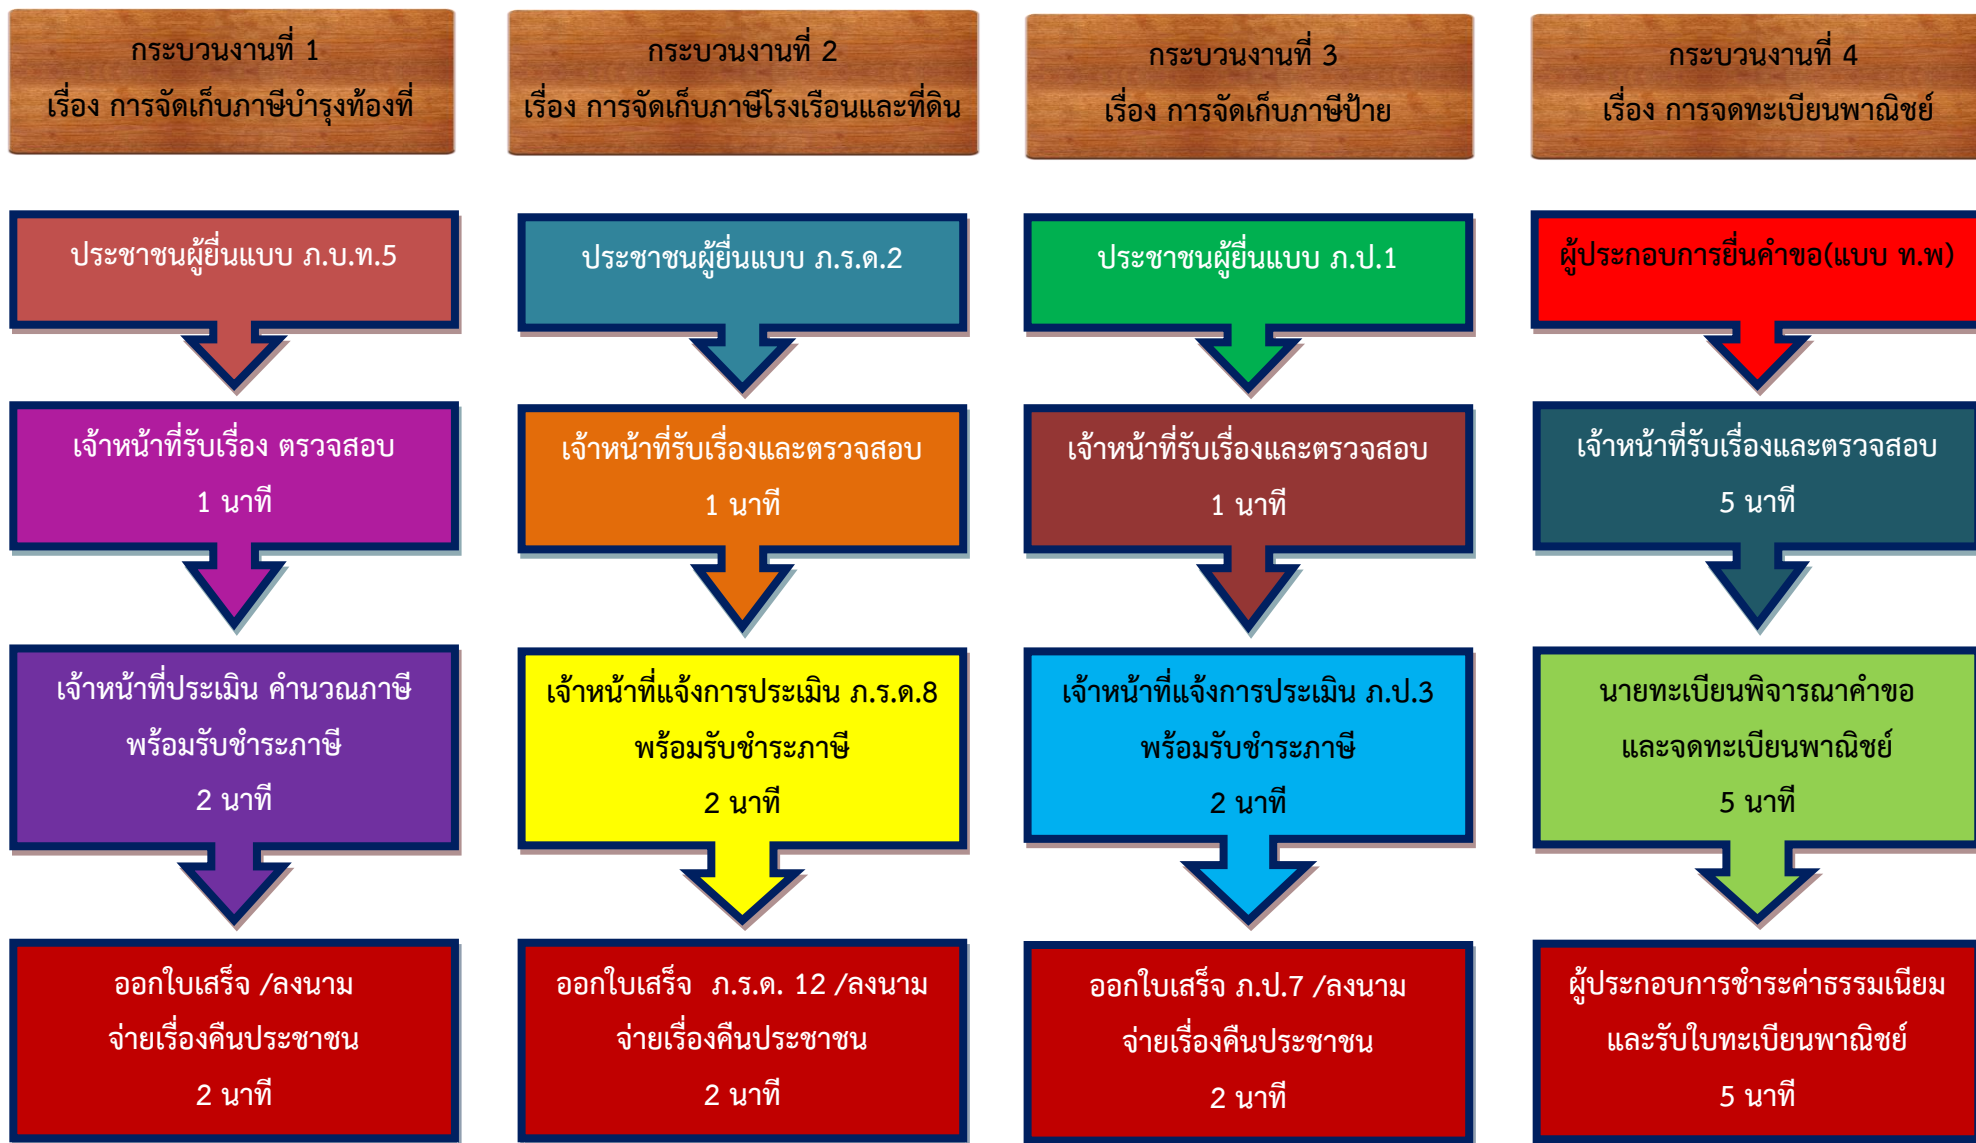 กระบวนงานที่ 1
เรื่อง การจัดเก็บภาษีบำรุงท้องที่
ประชาชนผู้ยื่นแบบ ภ.บ.ท.5
เจ้าหน้าที่รับเรื่อง ตรวจสอบ
1 นาที
เจ้าหน้าที่ประเมิน คำนวณภาษี
พร้อมรับชำระภาษี
2 นาที
ออกใบเสร็จ /ลงนาม
จ่ายเรื่องคืนประชาชน
2 นาที
กระบวนงานที่ 2
เรื่อง การจัดเก็บภาษีโรงเรือนและที่ดิน
ประชาชนผู้ยื่นแบบ ภ.ร.ด.2
เจ้าหน้าที่รับเรื่องและตรวจสอบ
1 นาที
เจ้าหน้าที่แจ้งการประเมิน ภ.ร.ด.8
พร้อมรับชำระภาษี
2 นาที
ออกใบเสร็จ ภ.ร.ด. 12 /ลงนาม
จ่ายเรื่องคืนประชาชน
2 นาที
กระบวนงานที่ 3
เรื่อง การจัดเก็บภาษีป้าย
ประชาชนผู้ยื่นแบบ ภ.ป.1
เจ้าหน้าที่รับเรื่องและตรวจสอบ
1 นาที
เจ้าหน้าที่แจ้งการประเมิน ภ.ป.3
พร้อมรับชำระภาษี
2 นาที
ออกใบเสร็จ ภ.ป.7 /ลงนาม
จ่ายเรื่องคืนประชาชน
2 นาที
กระบวนงานที่ 4
เรื่อง การจดทะเบียนพาณิชย์
ผู้ประกอบการยื่นคำขอ(แบบ ท.พ)
เจ้าหน้าที่รับเรื่องและตรวจสอบ
5 นาที
นายทะเบียนพิจารณาคำขอ
และจดทะเบียนพาณิชย์
5 นาที
ผู้ประกอบการชำระค่าธรรมเนียม
และรับใบทะเบียนพาณิชย์
5 นาที